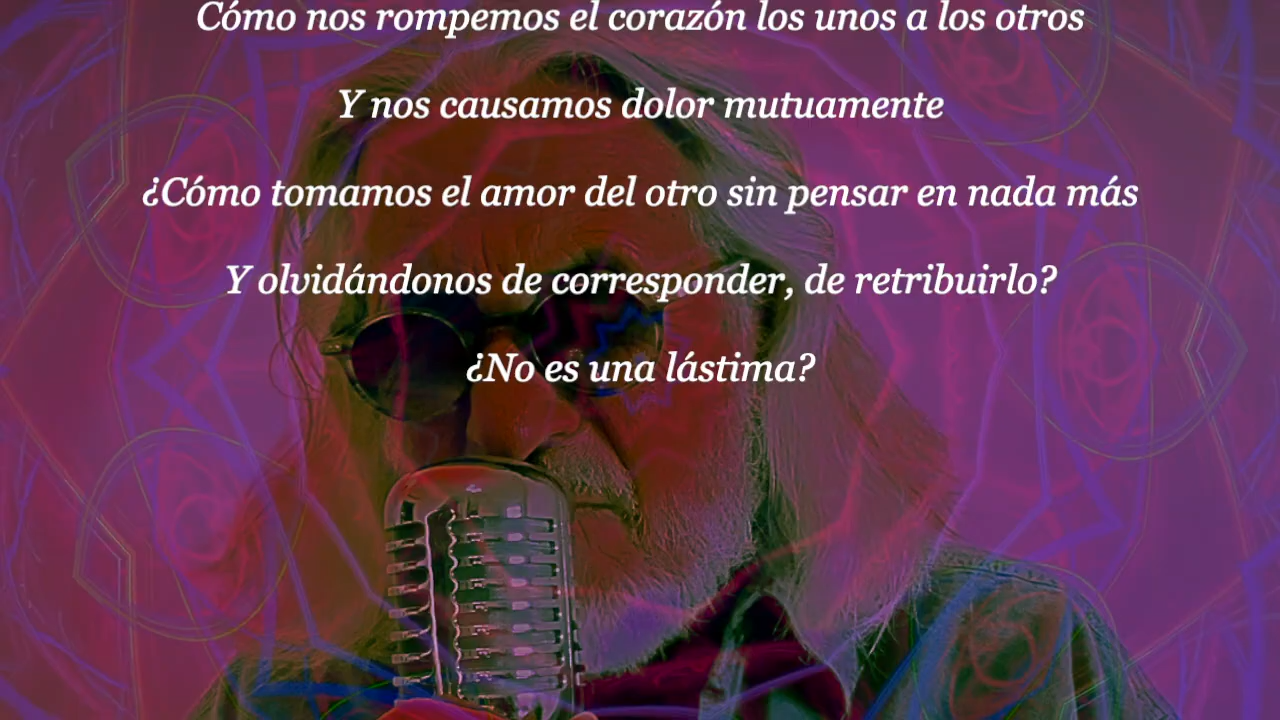 Cómo nos rompemos el corazón los unos a los otros
Y nos causamos dolor mutuamente
¿Cómo tomamos el amor del otro sin pensar en nada más
Y olvidándonos de corresponder, de retribuirlo?
¿No es una lástima?